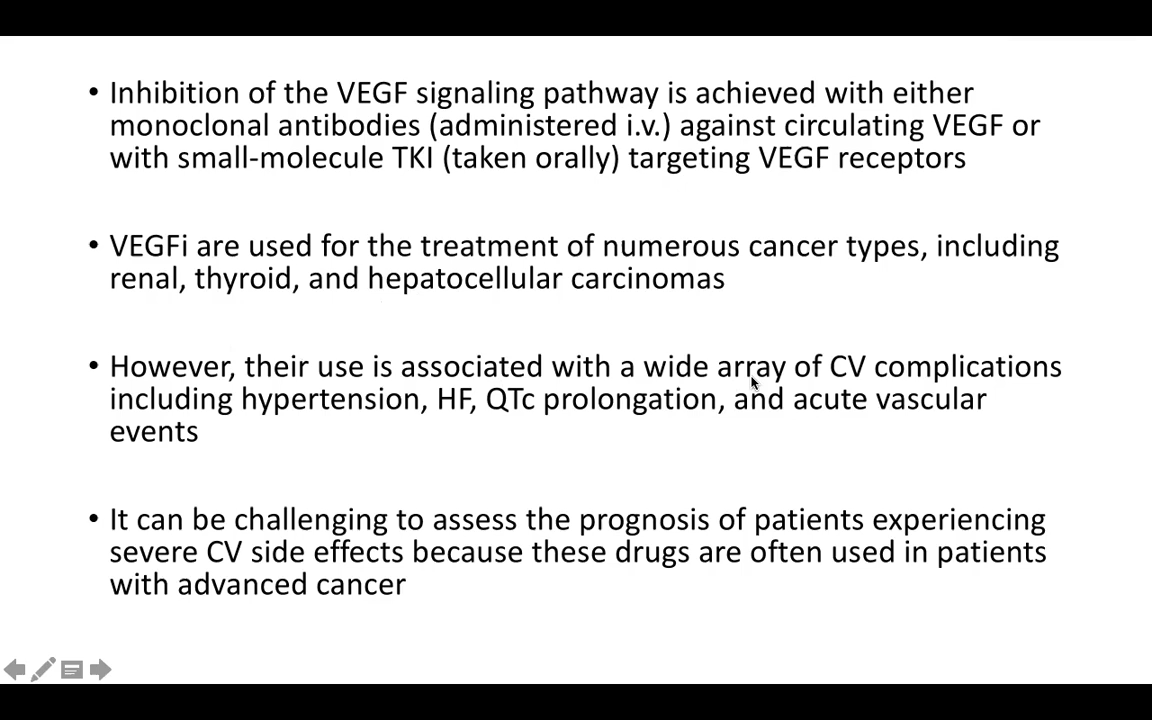 • Inhibition of the VEGF signaling pathway is achieved with either
monoclonal antibodies (administered i.v.) against circulating VEGF or
with small-molecule TKI (taken orally) targeting VEGF receptors
• VEGFi are used for the treatment of numerous cancer types, including
renal, thyroid, and hepatocellular carcinomas
• However, their use is associated with a wide array of CV complications
including hypertension, HF, QTc prolongation, and acute vascular
events
• It can be challenging to assess the prognosis of patients experiencing
severe CV side effects because these drugs are often used in patients
with advanced cancer